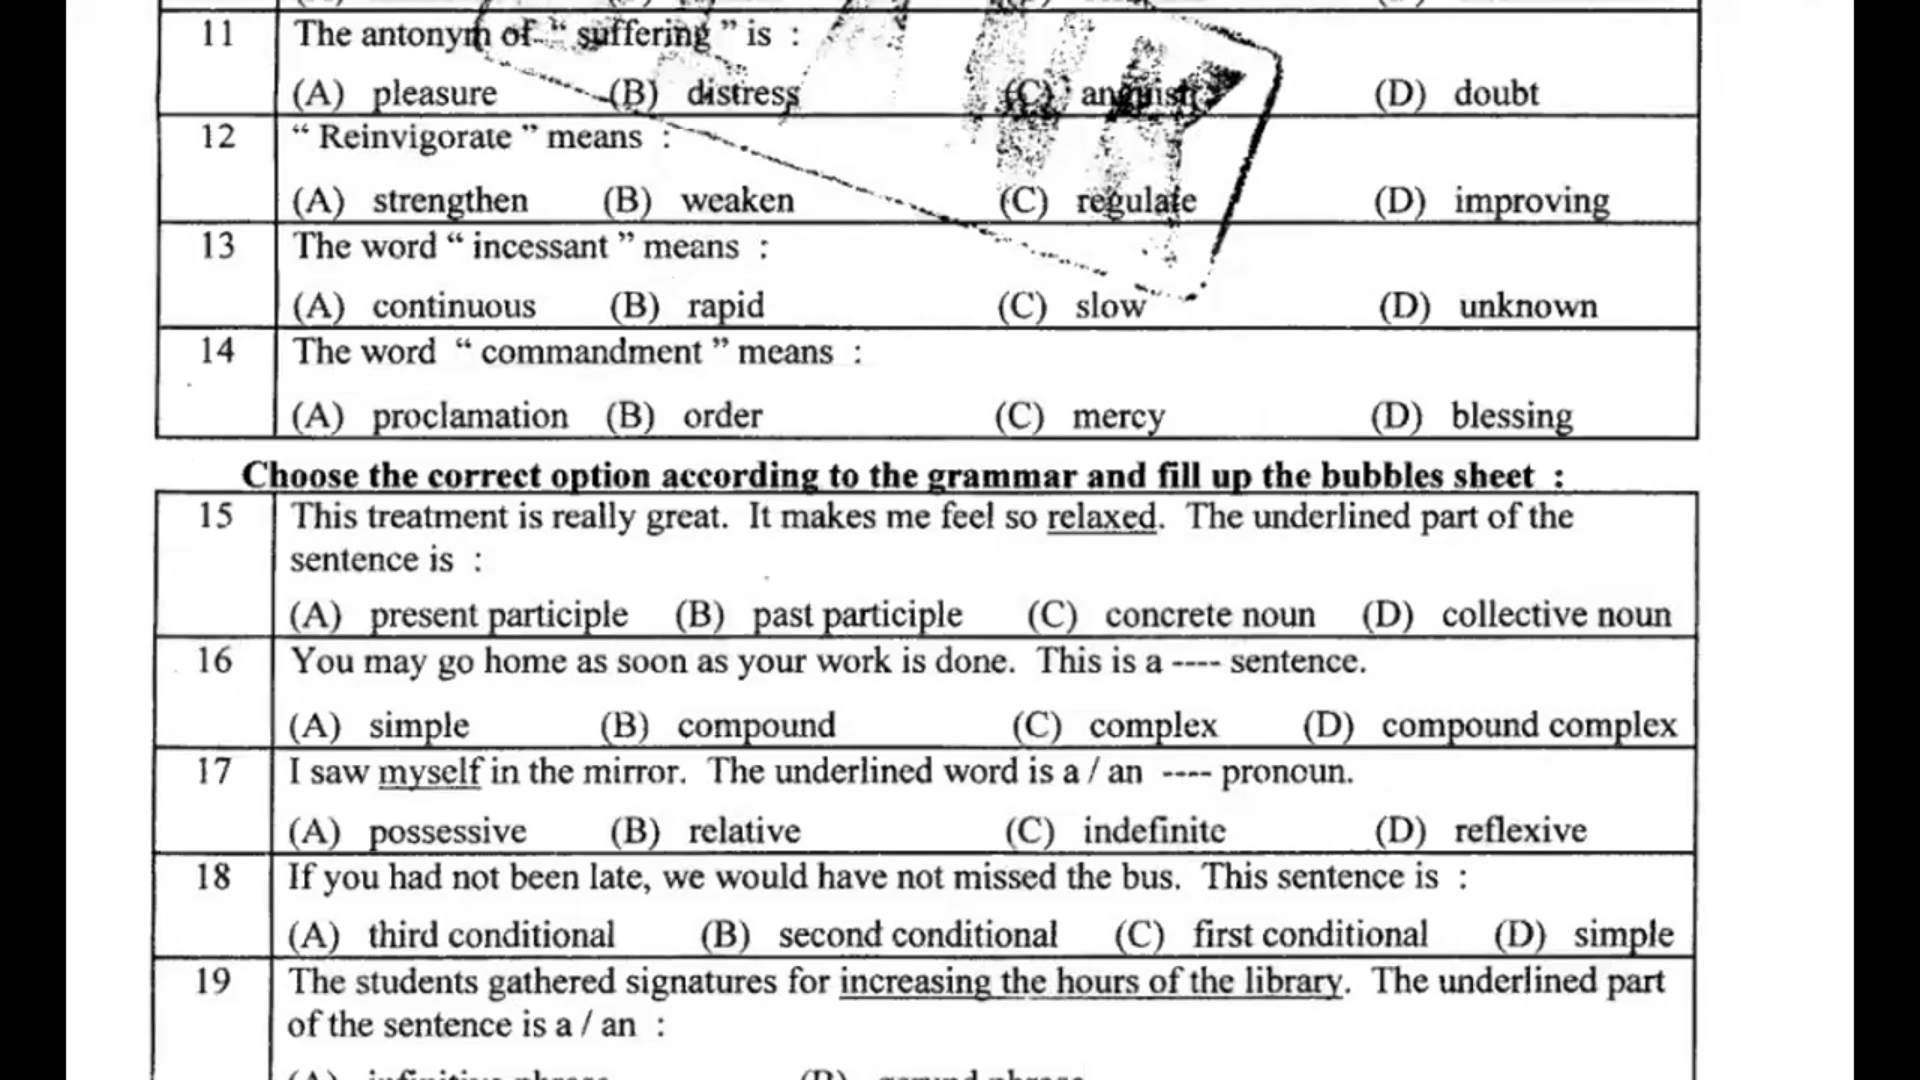 11 The antonym of “ suffering ” is :
(A) pleasure (B) distress (C) anguish (D) doubt
12 “ Reinvigorate ” means :
(A) strengthen (B) weaken (C) regulate (D) improving
13 The word “ incessant ” means :
(A) continuous (B) rapid (C) slow (D) unknown
14 The word “ commandment ” means :
(A) proclamation (B) order (C) mercy (D) blessing
Choose the correct option according to the grammar and fill up the bubbles sheet :
15 This treatment is really great. It makes me feel so relaxed. The underlined part of the
sentence is :
(A) present participle (B) past participle (C) concrete noun (D) collective noun
16 You may go home as soon as your work is done. This is a ---- sentence.
(A) simple (B) compound (C) complex (D) compound complex
17 I saw myself in the mirror. The underlined word is a / an ---- pronoun.
(A) possessive (B) relative (C) indefinite (D) reflexive
18 If you had not been late, we would have not missed the bus. This sentence is :
(A) third conditional (B) second conditional (C) first conditional (D) simple
19 The students gathered signatures for increasing the hours of the library. The underlined part
of the sentence is a / an :
(A) infinitive phrase (B) gerund phrase